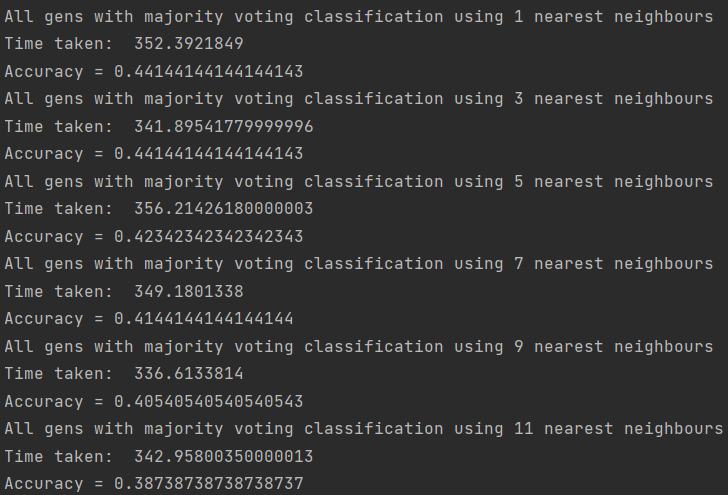 All gens with majority voting classification using 1 nearest neighbours
Time taken:  352.3921849
Accuracy = 0.44144144144144143
All gens with majority voting classification using 3 nearest neighbours
Time taken:  341.89541779999996
Accuracy = 0.44144144144144143
All gens with majority voting classification using 5 nearest neighbours
Time taken:  356.21426180000003
Accuracy = 0.42342342342342343
All gens with majority voting classification using 7 nearest neighbours
Time taken:  349.1801338
Accuracy = 0.4144144144144144
All gens with majority voting classification using 9 nearest neighbours
Time taken:  336.6133814
Accuracy = 0.40540540540540543
All gens with majority voting classification using 11 nearest neighbours
Time taken:  342.95800350000013
Accuracy = 0.38738738738738737